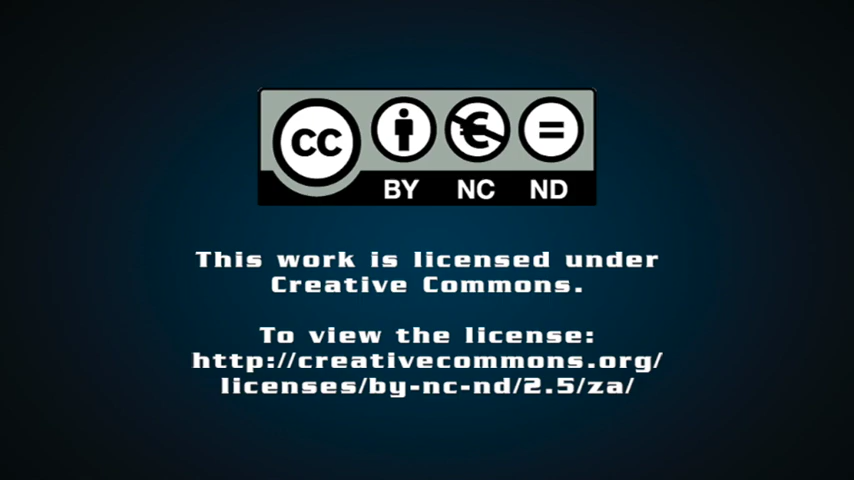 CC
BY NC ND
This work is licensed under
Creative Commons.
To view the license:
http://creativecommons.org/
licenses/by-nc-nd/2.5/za/